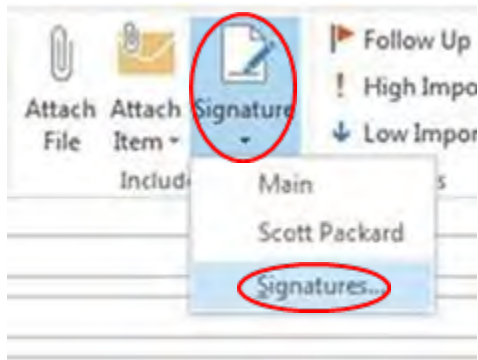 Follow Up
High Impo
Attach Attach Signature
File Item
Low Impor
Includ
s
Main
Scott Packard
Signatures...